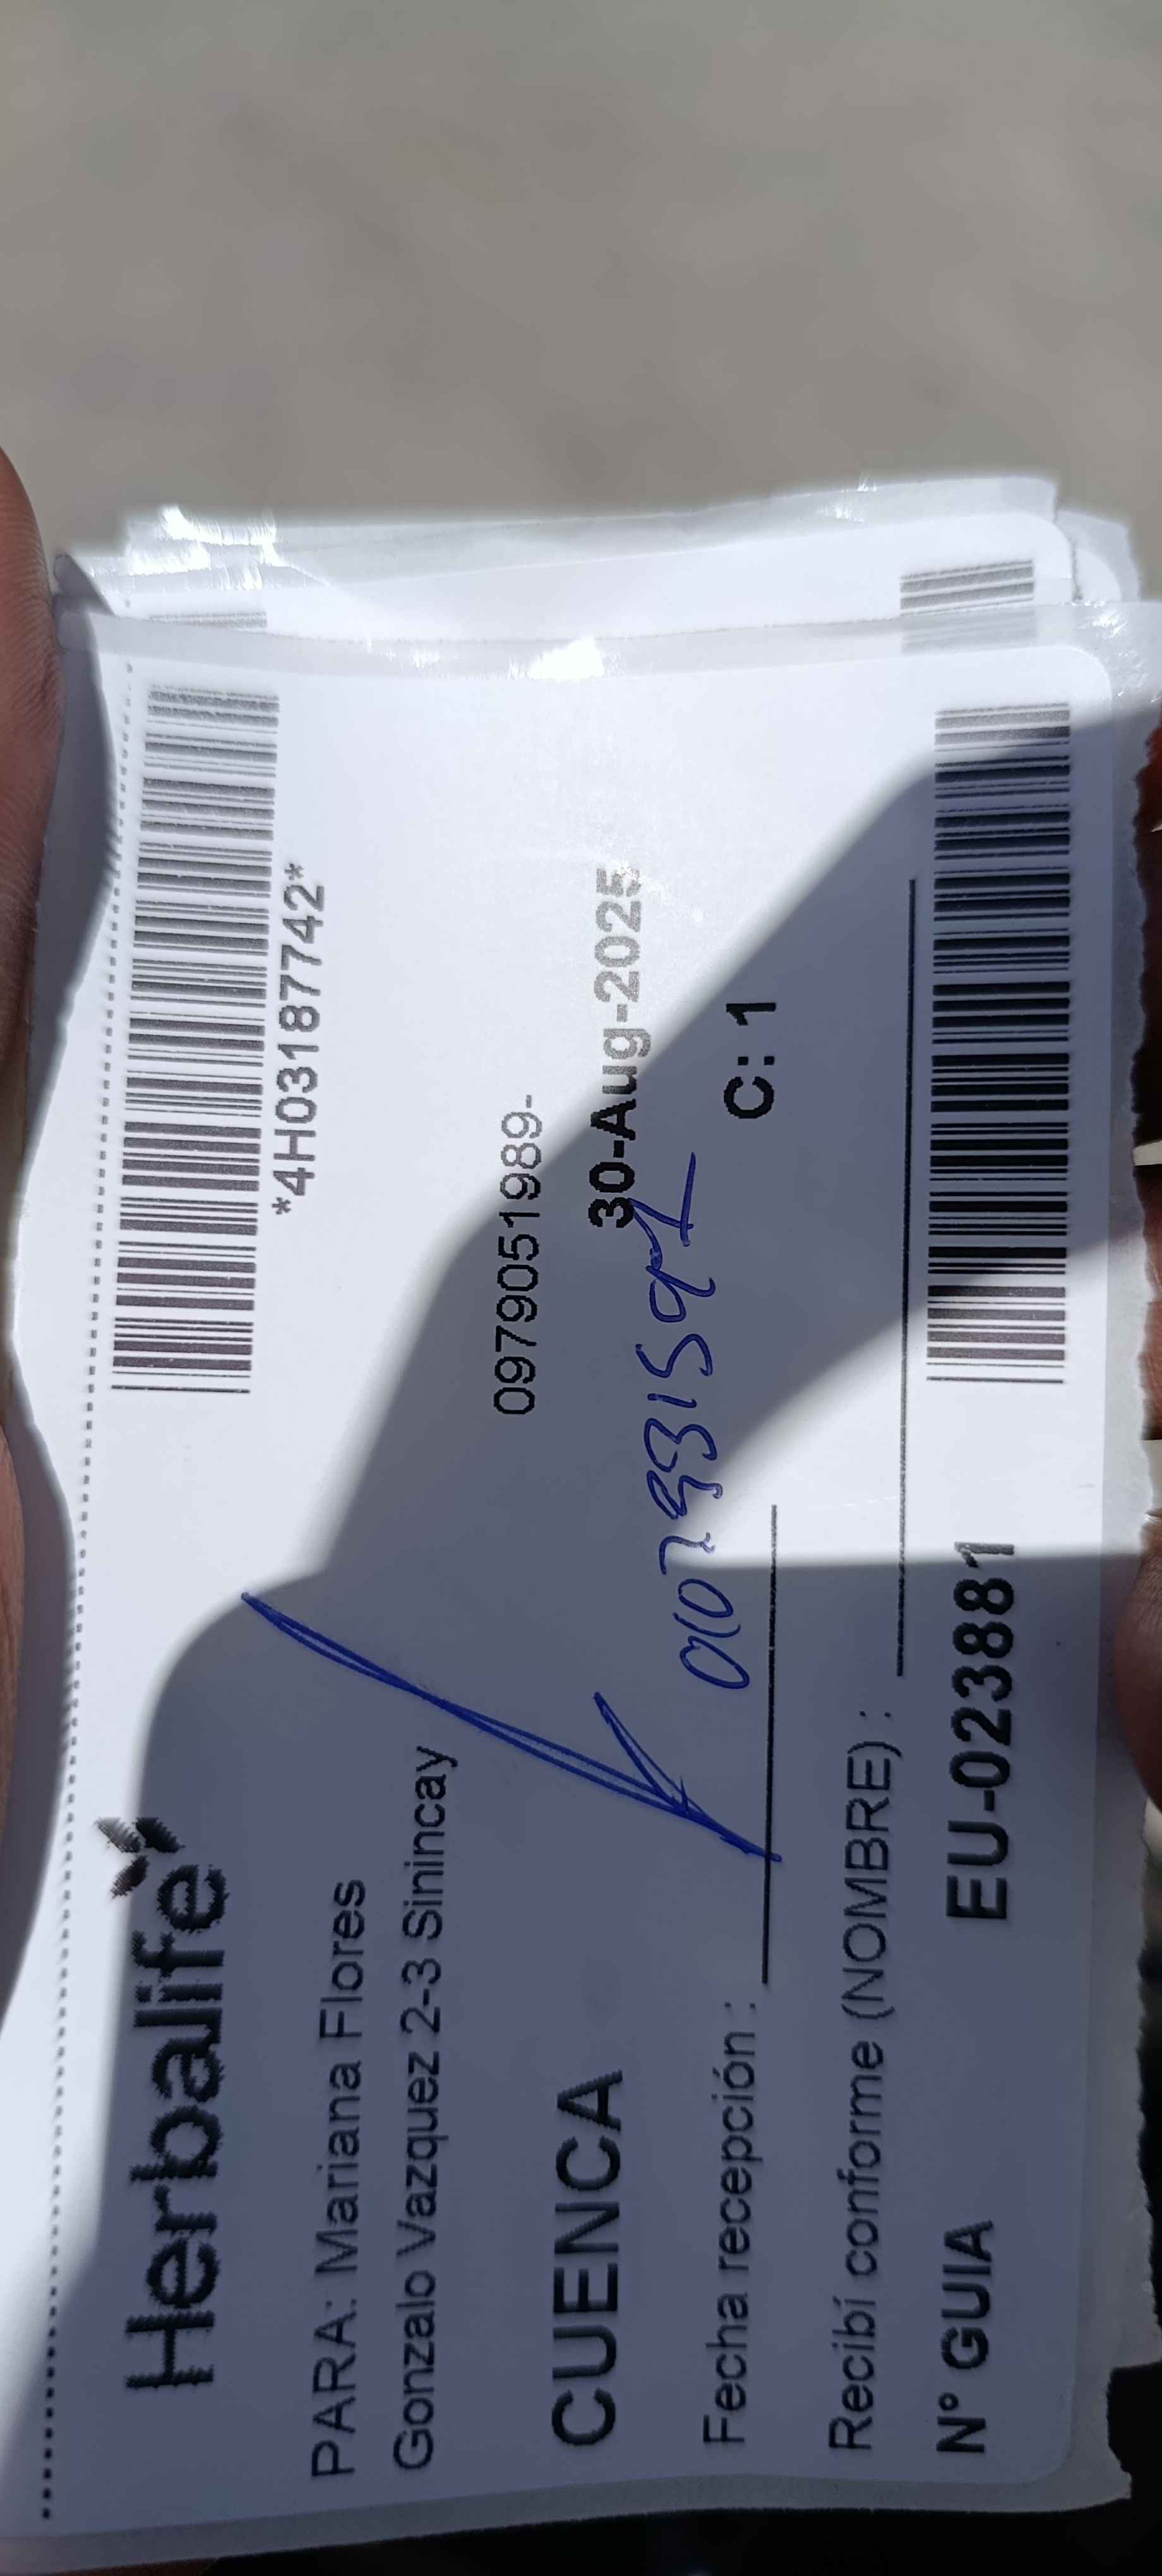 Herbalife
*4H03187742*
PARA: Mariana Flores
Gonzalo Vazquez 2-3 Sinincay
0979051989-
CUENCA
30-Aug-2025
Fecha recepción :
C: 1
Recibí conforme (NOMBRE) :
N° GUIA EU-023881